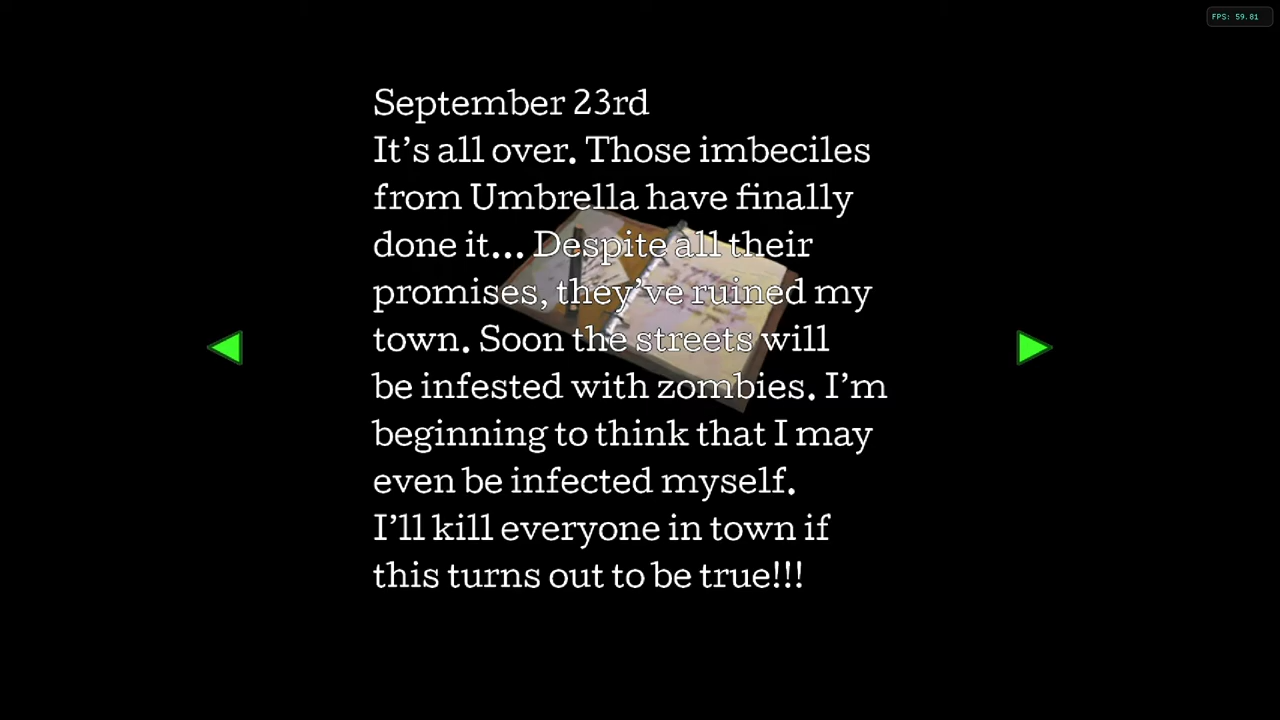 FPS: 59.81
September 23rd
It's all over. Those imbeciles
from Umbrella have finally
done it... Despite all their
promises, they've ruined my
town. Soon the streets will
be infested with zombies. I'm
beginning to think that I may
even be infected myself.
I'll kill everyone in town if
this turns out to be true!!!